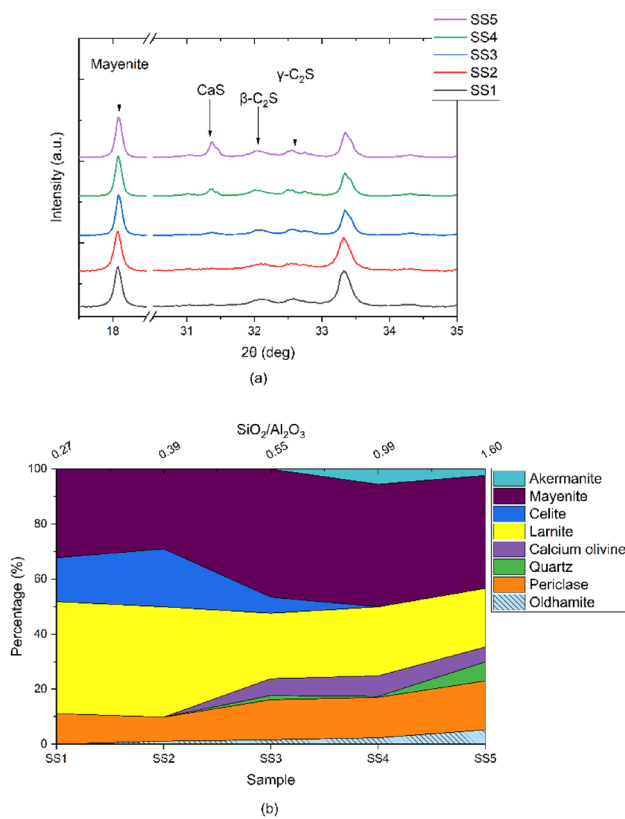 SS5
SS4
SS3
SS2
SS1
Mayenite
CaS
β-C₂S
γ-C₂S
Intensity (a.u.)
18 31 32 33 34 35
2θ (deg)
(a)
SiO₂/Al₂O₃
0.27 0.39 0.55 0.99 1.60
100
80
60
40
20
0
Percentage (%)
Akermanite
Mayenite
Celite
Larnite
Calcium olivine
Quartz
Periclase
Oldhamite
SS1 SS2 SS3 SS4 SS5
Sample
(b)